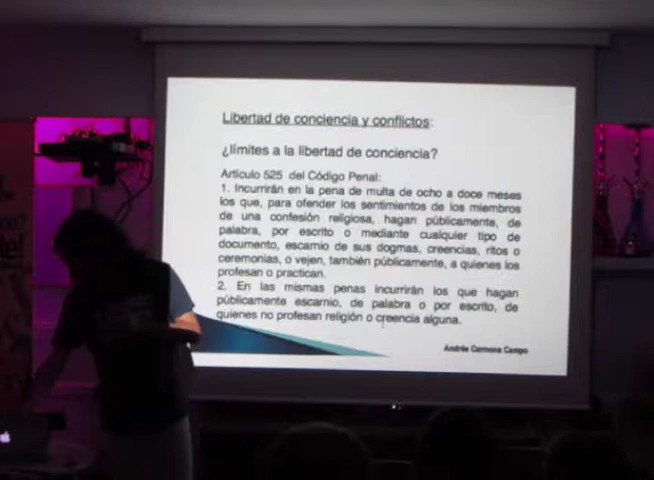 Libertad de conciencia y conflictos:
¿límites a la libertad de conciencia?
Artículo 525 del Código Penal:
1. Incurrirán en la pena de multa de ocho a doce meses
los que, para ofender los sentimientos de los miembros
de una confesión religiosa, hagan públicamente, de
palabra, por escrito o mediante cualquier tipo de
documento, escarnio de sus dogmas, creencias, ritos o
ceremonias, o vejen, también públicamente, a quienes los
profesan o practican.
2. En las mismas penas incurrirán los que hagan
públicamente escarnio, de palabra o por escrito, de
quienes no profesan religión o creencia alguna.
Andrés Carmona Campo